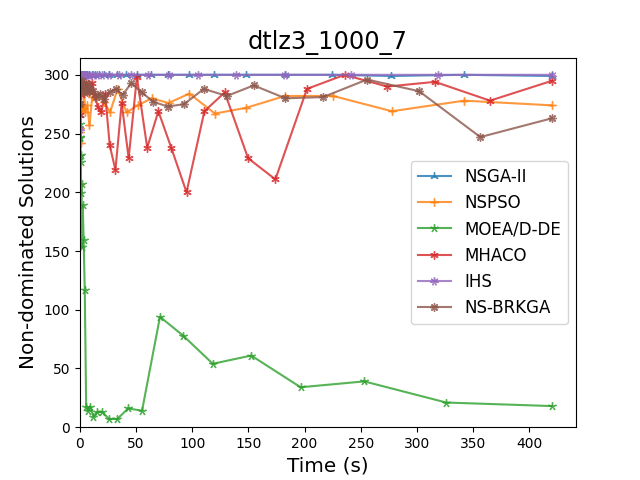 dtlz3_1000_7
Non-dominated Solutions
300
250
200
150
100
50
0
NSGA-II
NSPSO
MOEA/D-DE
MHACO
IHS
NS-BRKGA
0 50 100 150 200 250 300 350 400
Time (s)